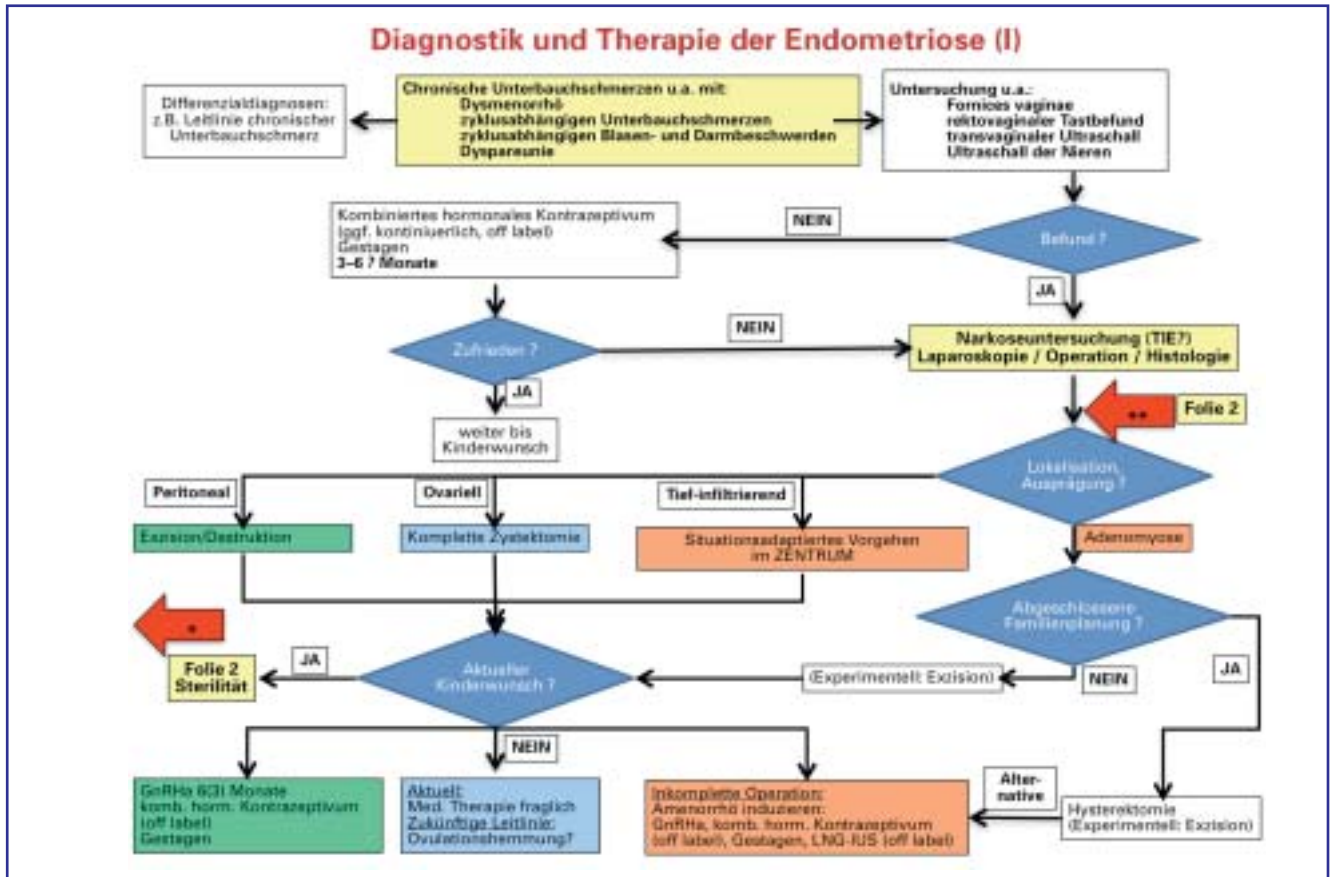 Diagnostik und Therapie der Endometriose (I)
Differenzialdiagnosen:
z.B. Leitlinie chronischer
Unterbauchschmerz
Chronische Unterbauchschmerzen u.a. mit:
Dysmenorrhö
zyklusabhängigen Unterbauchschmerzen
zyklusabhängigen Blasen- und Darmbeschwerden
Dyspareunie
Untersuchung u.a.:
Fornices vaginae
rektovaginaler Tastbefund
transvaginaler Ultraschall
Ultraschall der Nieren
Kombiniertes hormonales Kontrazeptivum
(ggf. kontinuierlich, off label)
Gestagen
3–6 ? Monate
NEIN
Befund ?
JA
Zufrieden ?
NEIN
Narkoseuntersuchung (TIE?)
Laparoskopie / Operation / Histologie
JA
weiter bis
Kinderwunsch
**
Folie 2
Lokalisation,
Ausprägung ?
Peritoneal
Ovariell
Tief-infiltrierend
Exzision/Destruktion
Komplette Zystektomie
Situationsadaptiertes Vorgehen
im ZENTRUM
Adenomyose
Abgeschlossene
Familienplanung ?
*
Folie 2
Sterilität
JA
Aktueller
Kinderwunsch ?
(Experimentell: Exzision)
NEIN
JA
NEIN
GnRHa 6(3) Monate
komb. horm. Kontrazeptivum
(off label)
Gestagen
Aktuell:
Med. Therapie fraglich
Zukünftige Leitlinie:
Ovulationshemmung?
Inkomplette Operation:
Amenorrhö induzieren:
GnRHa, komb. horm. Kontrazeptivum
(off label), Gestagen, LNG-IUS (off label)
Alter-
native
Hysterektomie
(Experimentell: Exzision)